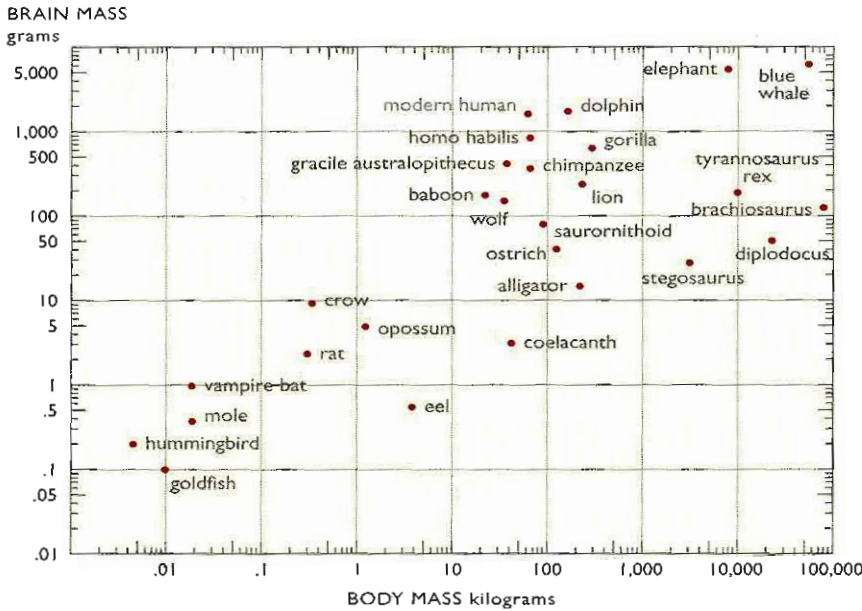 BRAIN MASS
grams
5,000
elephant
blue
whale
modern human
dolphin
1,000
homo habilis
gorilla
500
gracile australopithecus
chimpanzee
tyrannosaurus
rex
baboon
lion
brachiosaurus
100
wolf
saurornithoid
50
ostrich
diplodocus
alligator
stegosaurus
10
crow
5
opossum
coelacanth
rat
1
vampire bat
.5
mole
eel
hummingbird
.1
goldfish
.05
.01
.01 .1 1 10 100 1,000 10,000 100,000
BODY MASS kilograms